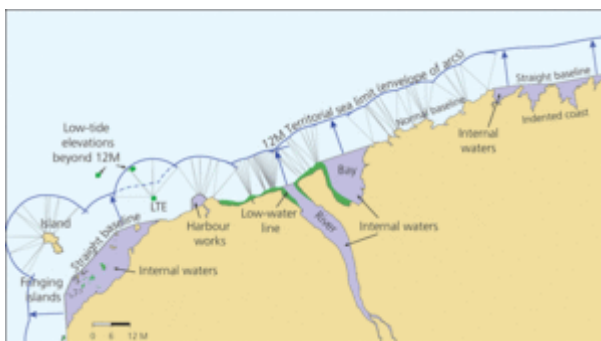 12M Territorial sea limit (envelope of arcs)
Straight baseline
Normal baseline
Indented coast
Internal
waters
Low-tide
elevations
beyond 12M
LTE
Bay
Island
Straight baseline
Harbour
works
Low-water
line
River
Internal waters
Internal waters
Fringing
islands
0 6 12 M